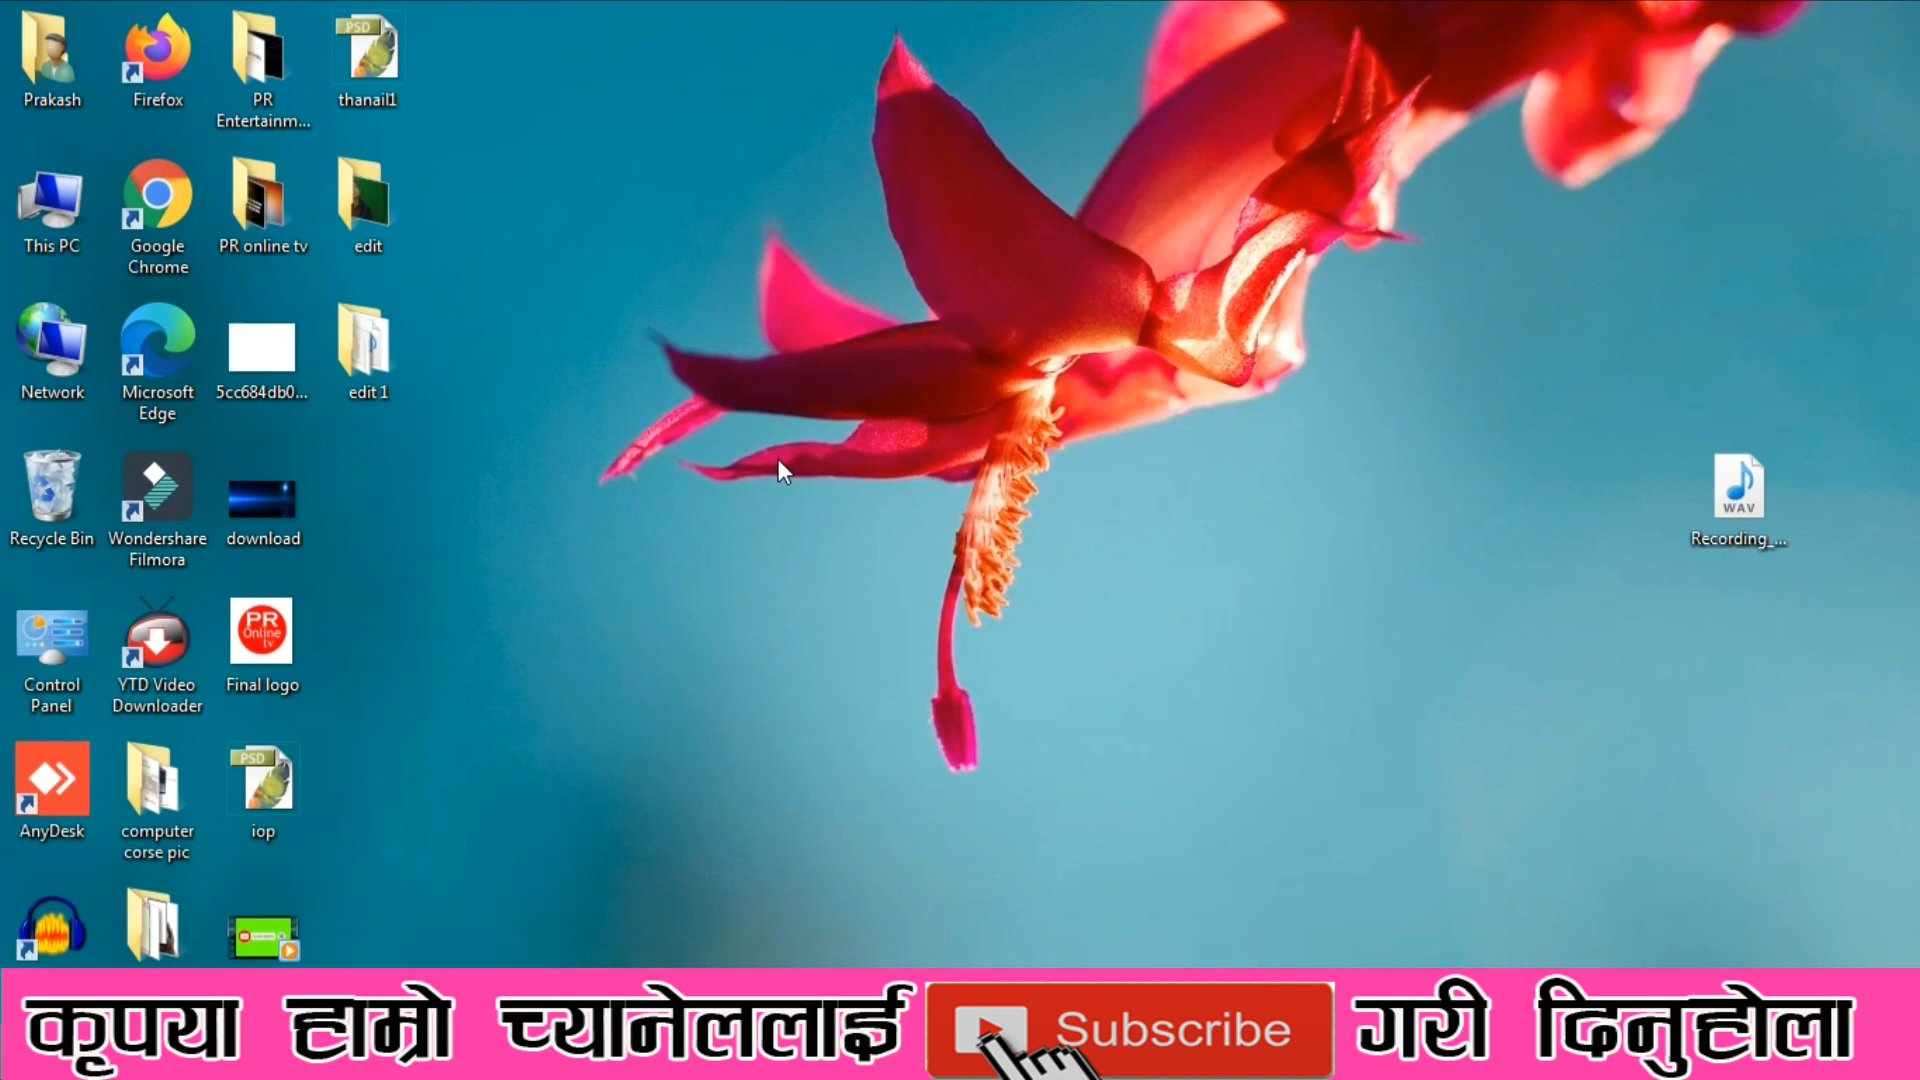 Prakash
Firefox
PR
Entertainm...
PSD
thanail1
This PC
Google
Chrome
PR online tv
edit
Network
Microsoft
Edge
5cc684db0...
edit 1
Recycle Bin
Wondershare
Filmora
download
WAV
Recording_...
Control
Panel
YTD Video
Downloader
PR
Online
tv
Final logo
AnyDesk
computer
corse pic
PSD
iop
कृपया हाम्रो च्यानेललाई Subscribe गरी दिनुहोला